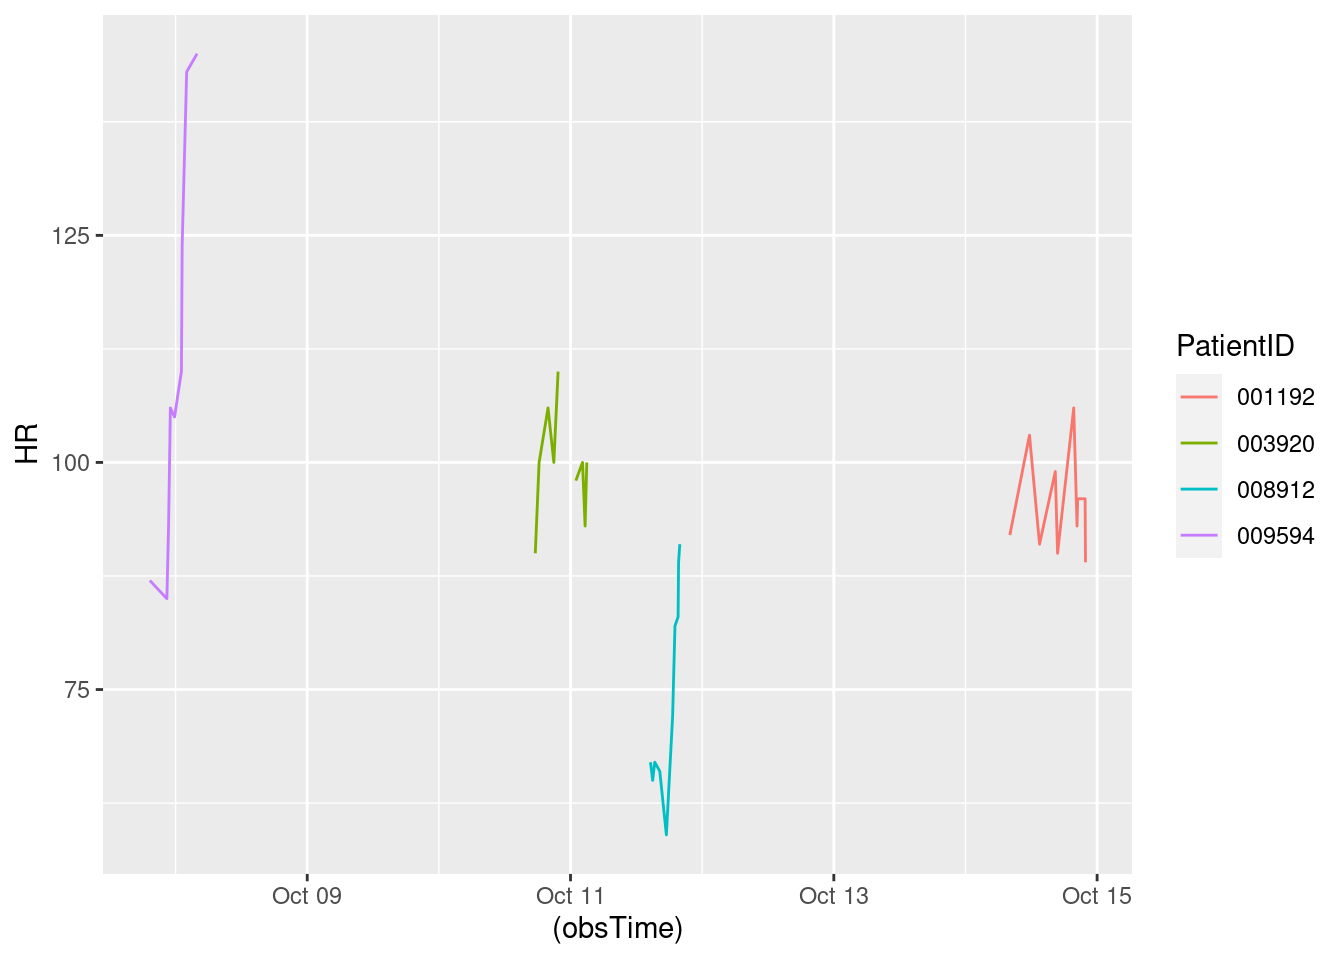 HR
125
100
75
Oct 09
Oct 11
Oct 13
Oct 15
(obsTime)
PatientID
001192
003920
008912
009594